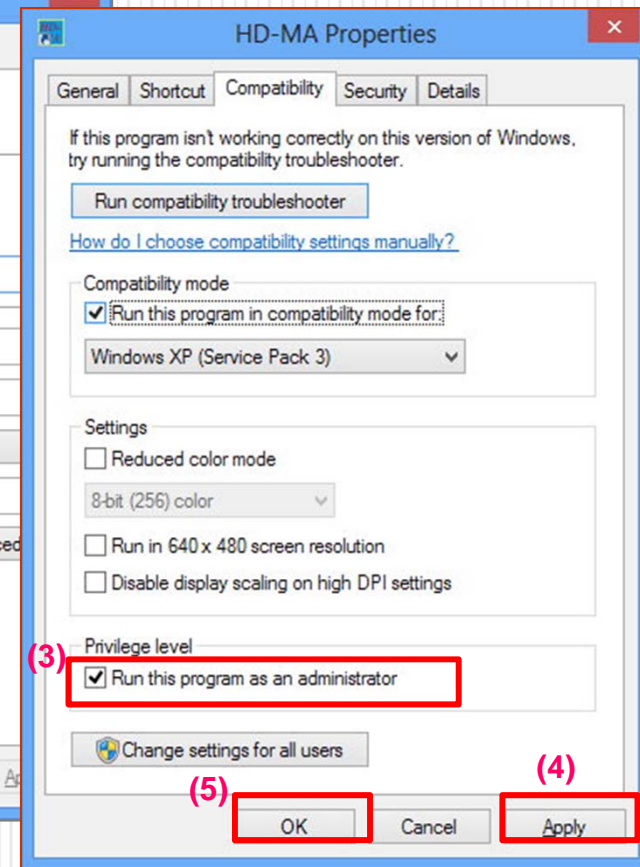 HD-MA Properties
General Shortcut Compatibility Security Details
If this program isn't working correctly on this version of Windows,
try running the compatibility troubleshooter.
Run compatibility troubleshooter
How do I choose compatibility settings manually?
Compatibility mode
Run this program in compatibility mode for:
Windows XP (Service Pack 3)
Settings
Reduced color mode
8-bit (256) color
Run in 640 x 480 screen resolution
Disable display scaling on high DPI settings
Privilege level
(3)
Run this program as an administrator
Change settings for all users
(5) (4)
OK Cancel Apply